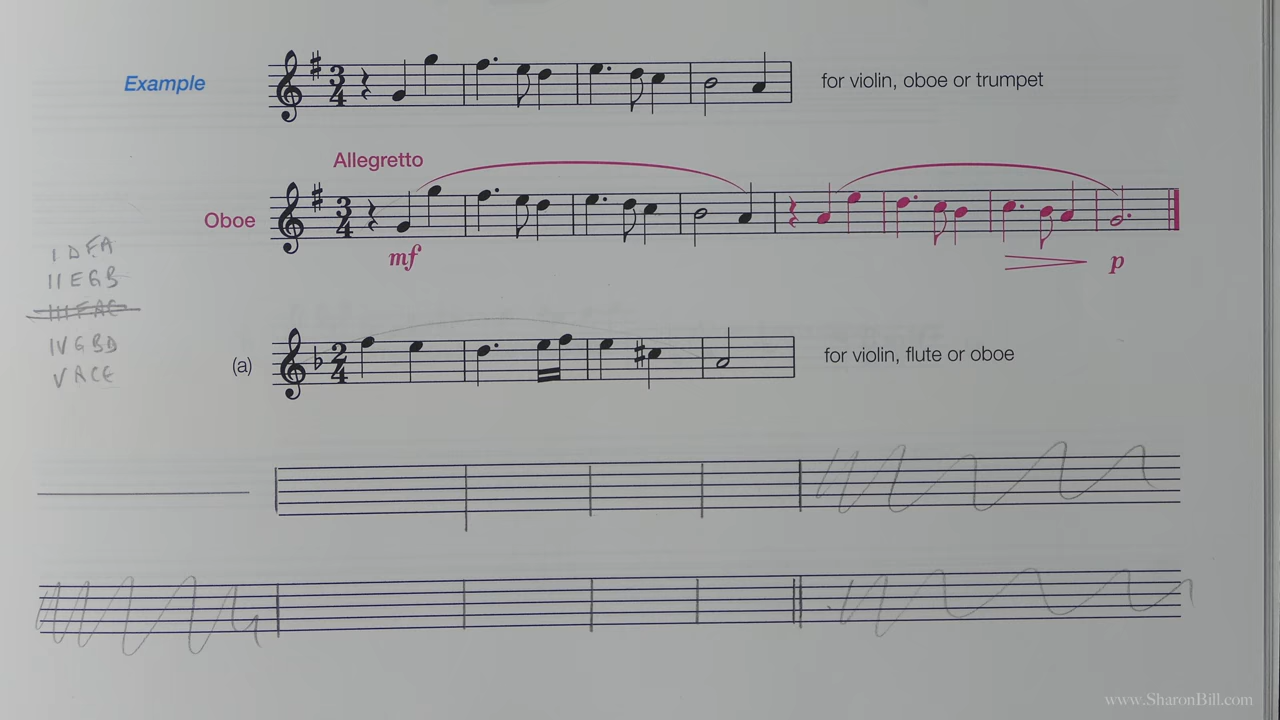 Example
for violin, oboe or trumpet
Allegretto
Oboe
mf
p
I D F A
II E G B
III F A C
IV G B D
V A C E
(a)
for violin, flute or oboe
www.SharonBill.com